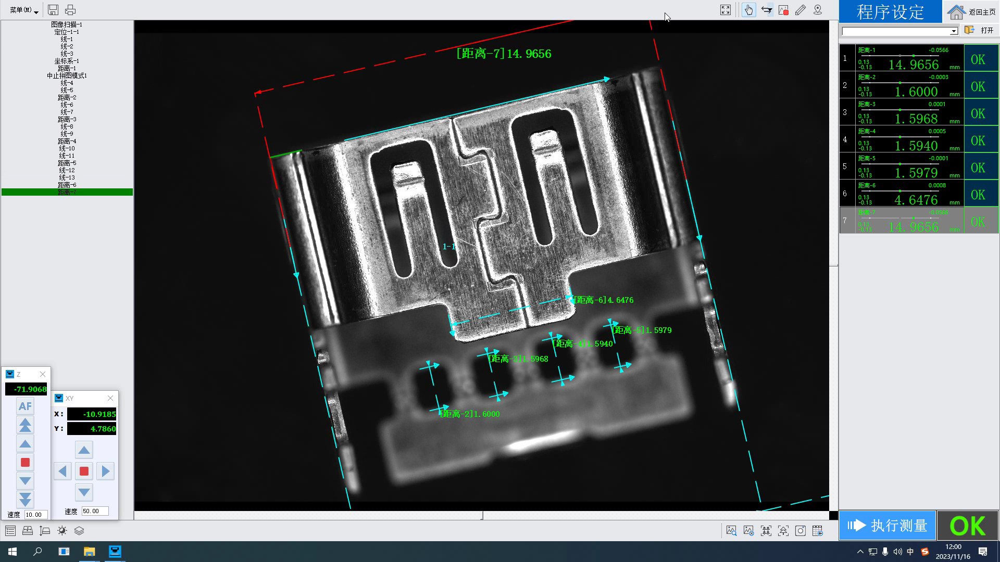 菜单(M)
程序设定
返回主页
打开
图像扫描-1
定位-1-1
线-1
线-2
线-3
坐标系-1
距离-1
中止拼图模式1
线-4
线-5
距离-2
线-6
线-7
距离-3
线-8
线-9
距离-4
线-10
线-11
距离-5
线-12
线-13
距离-6
距离-7
[距离-7]14.9656
1-1
[距离-6]4.6476
[距离-5]1.5979
[距离-4]1.5940
[距离-3]1.5968
[距离-2]1.6000
1 距离-1 -0.0566
0.13
-0.13 14.9656 mm OK
2 距离-2 -0.0003
0.13
-0.13 1.6000 mm OK
3 距离-3 0.0001
0.13
-0.13 1.5968 mm OK
4 距离-4 0.0005
0.13
-0.13 1.5940 mm OK
5 距离-5 -0.0001
0.13
-0.13 1.5979 mm OK
6 距离-6 0.0008
0.13
-0.13 4.6476 mm OK
7 距离-7 -0.0566
0.13
-0.13 14.9656 mm OK
Z
-71.9068
AF
速度 10.00
XY
X: -10.9185
Y: 4.7860
速度 50.00
执行测量
OK
中
12:00
2023/11/16